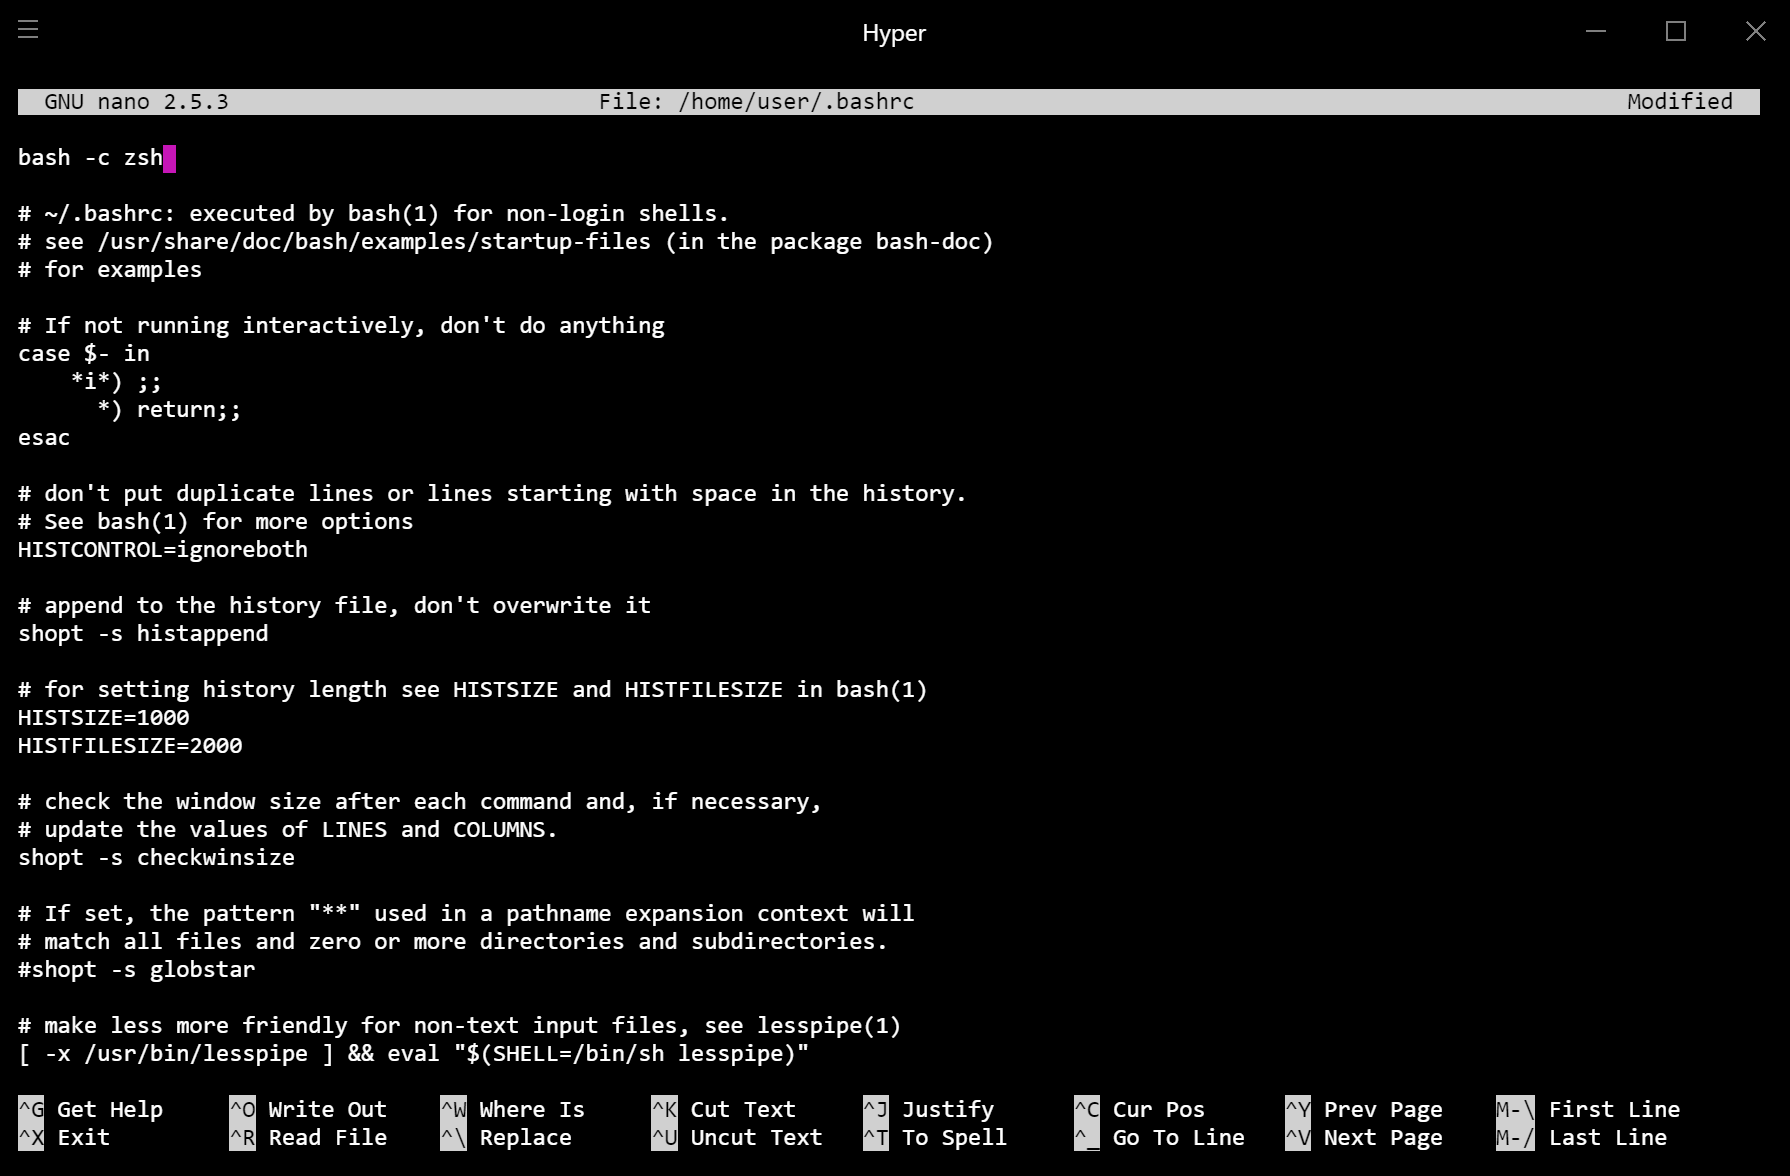 Hyper
GNU nano 2.5.3 File: /home/user/.bashrc Modified
bash -c zsh
# ~/.bashrc: executed by bash(1) for non-login shells.
# see /usr/share/doc/bash/examples/startup-files (in the package bash-doc)
# for examples
# If not running interactively, don't do anything
case $- in
    *i*) ;;
      *) return;;
esac
# don't put duplicate lines or lines starting with space in the history.
# See bash(1) for more options
HISTCONTROL=ignoreboth
# append to the history file, don't overwrite it
shopt -s histappend
# for setting history length see HISTSIZE and HISTFILESIZE in bash(1)
HISTSIZE=1000
HISTFILESIZE=2000
# check the window size after each command and, if necessary,
# update the values of LINES and COLUMNS.
shopt -s checkwinsize
# If set, the pattern "**" used in a pathname expansion context will
# match all files and zero or more directories and subdirectories.
#shopt -s globstar
# make less more friendly for non-text input files, see lesspipe(1)
[ -x /usr/bin/lesspipe ] && eval "$(SHELL=/bin/sh lesspipe)"
^G Get Help ^O Write Out ^W Where Is ^K Cut Text ^J Justify ^C Cur Pos ^Y Prev Page M-\ First Line
^X Exit ^R Read File ^\ Replace ^U Uncut Text ^T To Spell ^_ Go To Line ^V Next Page M-/ Last Line